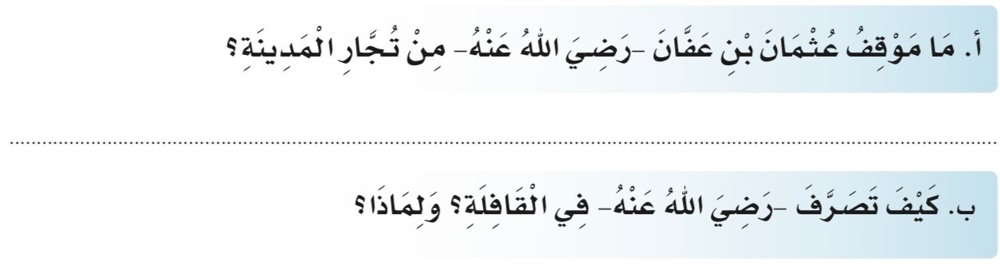 أ. مَا مَوْقِفُ عُثْمَانَ بْنِ عَفَّانَ -رَضِيَ اللهُ عَنْهُ- مِنْ تُجَّارِ الْمَدِينَةِ؟
ب. كَيْفَ تَصَرَّفَ -رَضِيَ اللهُ عَنْهُ- فِي الْقَافِلَةِ؟ وَلِمَاذَا؟